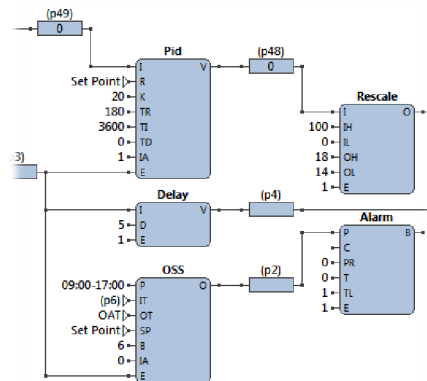 (p49)
0
Pid
I V
Set Point R
20 K
180 TR
3600 TI
0 TD
1 IA
E
(p48)
0
Rescale
I O
100 IH
0 IL
18 OH
14 OL
1 E
p3)
Delay
I V
5 D
1 E
(p4)
Alarm
P B
C
0 PR
0 T
1 TL
1 E
OSS
09:00-17:00 P O
(p6) IT
OAT OT
Set Point SP
6 B
0 IA
E
(p2)